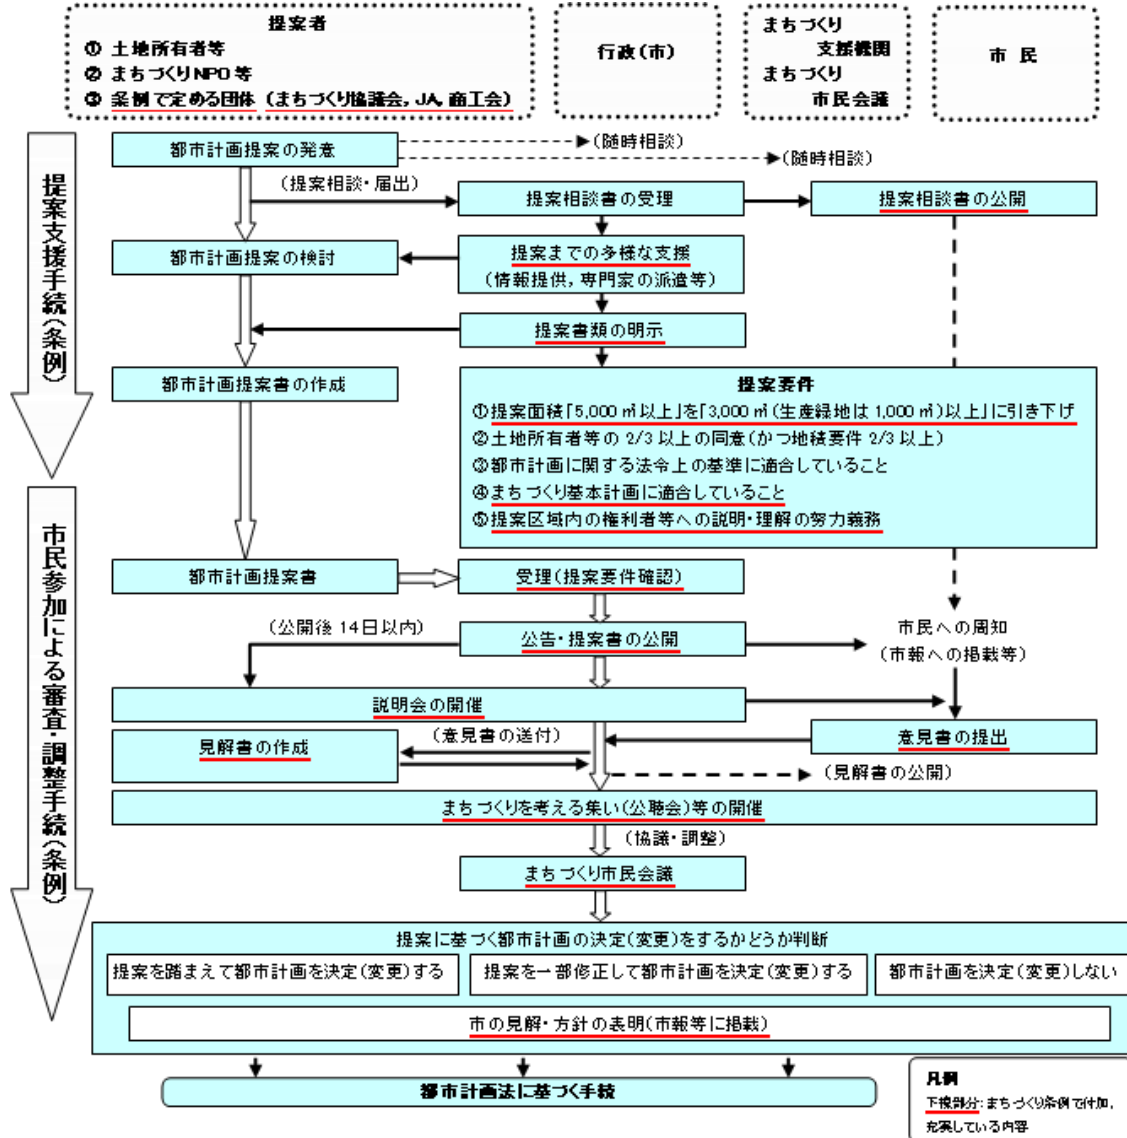 提案者
① 土地所有者等
② まちづくりNPO等
③ 条例で定める団体（まちづくり協議会，JA，商工会）
行政（市）
まちづくり
支援機関
まちづくり
市民会議
市 民
提案支援手続（条例）
都市計画提案の発意
（随時相談）
（随時相談）
（提案相談・届出）
提案相談書の受理
提案相談書の公開
都市計画提案の検討
提案までの多様な支援
（情報提供，専門家の派遣等）
提案書類の明示
都市計画提案書の作成
提案要件
①提案面積「5,000㎡以上」を「3,000㎡（生産緑地は1,000㎡）以上」に引き下げ
②土地所有者等の2/3以上の同意（かつ地積要件2/3以上）
③都市計画に関する法令上の基準に適合していること
④まちづくり基本計画に適合していること
⑤提案区域内の権利者等への説明・理解の努力義務
市民参加による審査・調整手続（条例）
都市計画提案書
受理（提案要件確認）
（公開後14日以内）
公告・提案書の公開
市民への周知
（市報への掲載等）
説明会の開催
見解書の作成
（意見書の送付）
意見書の提出
（見解書の公開）
まちづくりを考える集い（公聴会）等の開催
（協議・調整）
まちづくり市民会議
提案に基づく都市計画の決定（変更）をするかどうか判断
提案を踏まえて都市計画を決定（変更）する
提案を一部修正して都市計画を決定（変更）する
都市計画を決定（変更）しない
市の見解・方針の表明（市報等に掲載）
都市計画法に基づく手続
凡例
下線部分：まちづくり条例で付加，
充実している内容